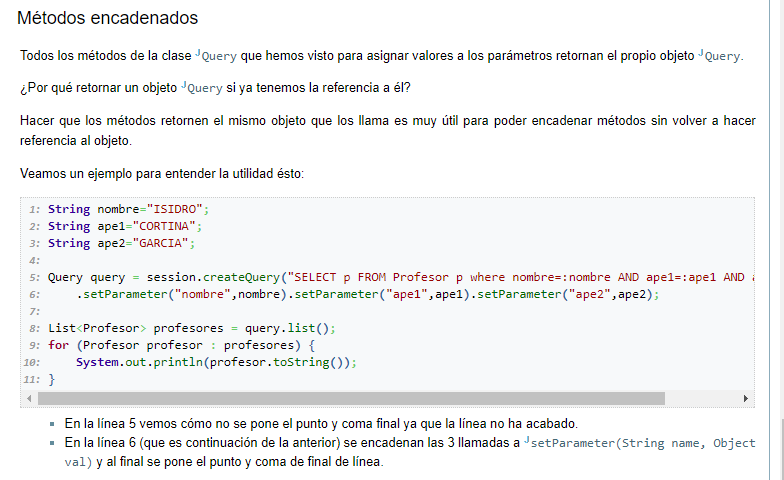 Métodos encadenados
Todos los métodos de la clase Query que hemos visto para asignar valores a los parámetros retornan el propio objeto Query.
¿Por qué retornar un objeto Query si ya tenemos la referencia a él?
Hacer que los métodos retornen el mismo objeto que los llama es muy útil para poder encadenar métodos sin volver a hacer
referencia al objeto.
Veamos un ejemplo para entender la utilidad ésto:
1: String nombre="ISIDRO";
2: String ape1="CORTINA";
3: String ape2="GARCIA";
4:
5: Query query = session.createQuery("SELECT p FROM Profesor p where nombre=:nombre AND ape1=:ape1 AND
6: .setParameter("nombre",nombre).setParameter("ape1",ape1).setParameter("ape2",ape2);
7:
8: List<Profesor> profesores = query.list();
9: for (Profesor profesor : profesores) {
10: System.out.println(profesor.toString());
11: }
En la línea 5 vemos cómo no se pone el punto y coma final ya que la línea no ha acabado.
En la línea 6 (que es continuación de la anterior) se encadenan las 3 llamadas a setParameter(String name, Object
val) y al final se pone el punto y coma de final de línea.